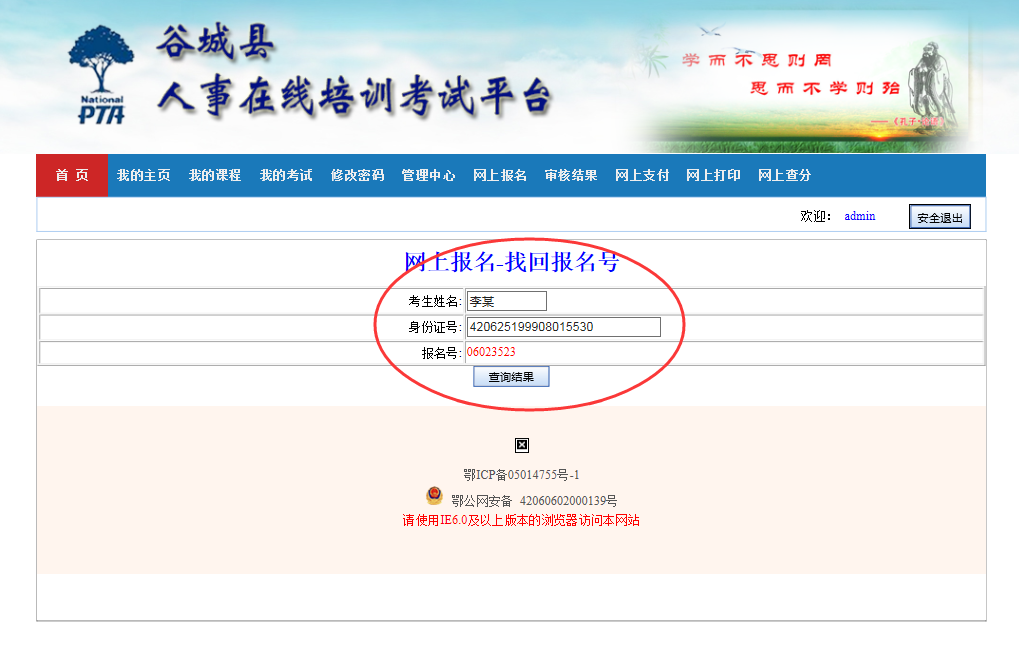 谷城县
人事在线培训考试平台
National
PTA
学而不思则罔
思而不学则殆
——《孔子·论语》
首 页 我的主页 我的课程 我的考试 修改密码 管理中心 网上报名 审核结果 网上支付 网上打印 网上查分
欢迎： admin 安全退出
网上报名-找回报名号
考生姓名: 李某
身份证号: 420625199908015530
报名号: 06023523
查询结果
鄂ICP备05014755号-1
鄂公网安备 42060602000139号
请使用IE6.0及以上版本的浏览器访问本网站